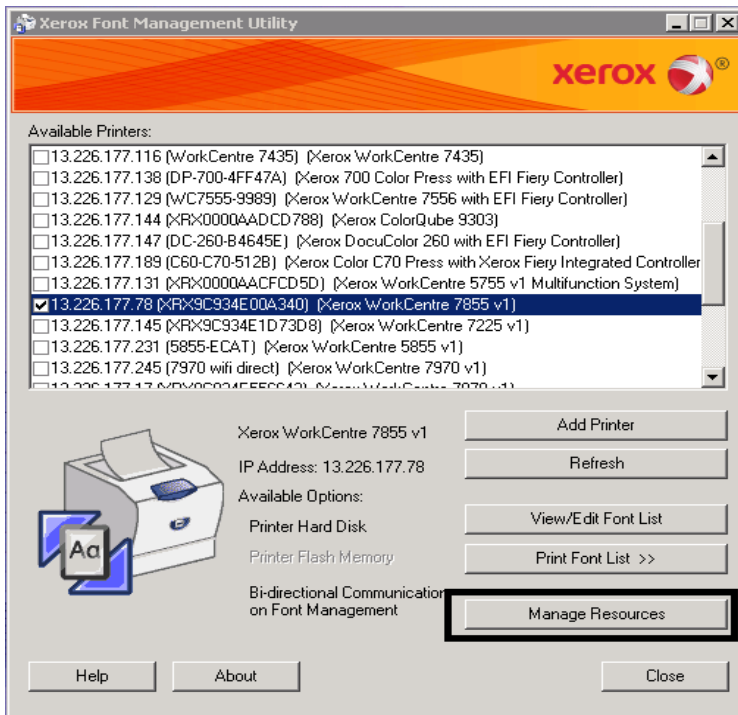 Xerox Font Management Utility
xerox ®
Available Printers:
13.226.177.116 (WorkCentre 7435) (Xerox WorkCentre 7435)
13.226.177.138 (DP-700-4FF47A) (Xerox 700 Color Press with EFI Fiery Controller)
13.226.177.129 (WC7555-9989) (Xerox WorkCentre 7556 with EFI Fiery Controller)
13.226.177.144 (XRX0000AADCD788) (Xerox ColorQube 9303)
13.226.177.147 (DC-260-B4645E) (Xerox DocuColor 260 with EFI Fiery Controller)
13.226.177.189 (C60-C70-512B) (Xerox Color C70 Press with Xerox Fiery Integrated Controller
13.226.177.131 (XRX0000AACFCD5D) (Xerox WorkCentre 5755 v1 Multifunction System)
13.226.177.78 (XRX9C934E00A340) (Xerox WorkCentre 7855 v1)
13.226.177.145 (XRX9C934E1D73D8) (Xerox WorkCentre 7225 v1)
13.226.177.231 (5855-ECAT) (Xerox WorkCentre 5855 v1)
13.226.177.245 (7970 wifi direct) (Xerox WorkCentre 7970 v1)
Xerox WorkCentre 7855 v1
Add Printer
IP Address: 13.226.177.78
Refresh
Available Options:
Printer Hard Disk
View/Edit Font List
Aa
Printer Flash Memory
Print Font List >>
Bi-directional Communication
on Font Management
Manage Resources
Help
About
Close